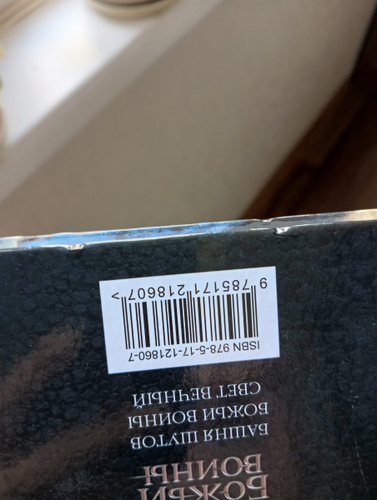 БОЖЬИ
ВОИНЫ
БАШНЯ ШУТОВ
БОЖЬИ ВОИНЫ
СВЕТ ВЕЧНЫЙ
ISBN 978-5-17-121860-7
9 785171 218607 >